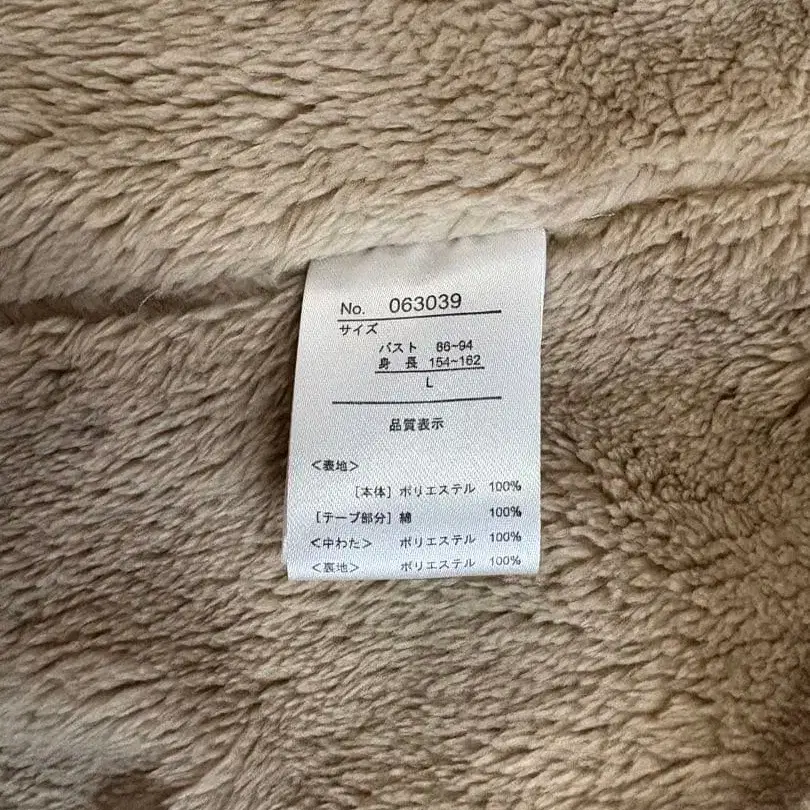 No. 063039
サイズ
バスト 86~94
身 長 154~162
L
品質表示
<表地>
[本体] ポリエステル 100%
[テープ部分] 綿 100%
<中わた> ポリエステル 100%
<裏地> ポリエステル 100%